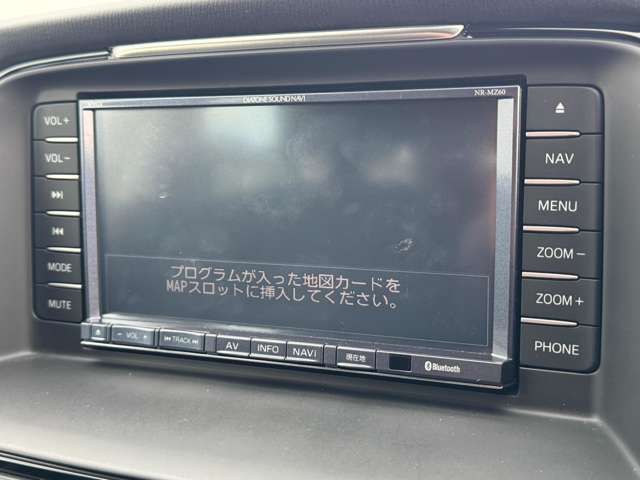 DIATONE SOUND NAVI
NR-MZ60
VOL+
VOL-
MODE
MUTE
NAV
MENU
ZOOM-
ZOOM+
PHONE
プログラムが入った地図カードを
MAPスロットに挿入してください。
- VOL +
TRACK
AV
INFO
NAVI
現在地
Bluetooth